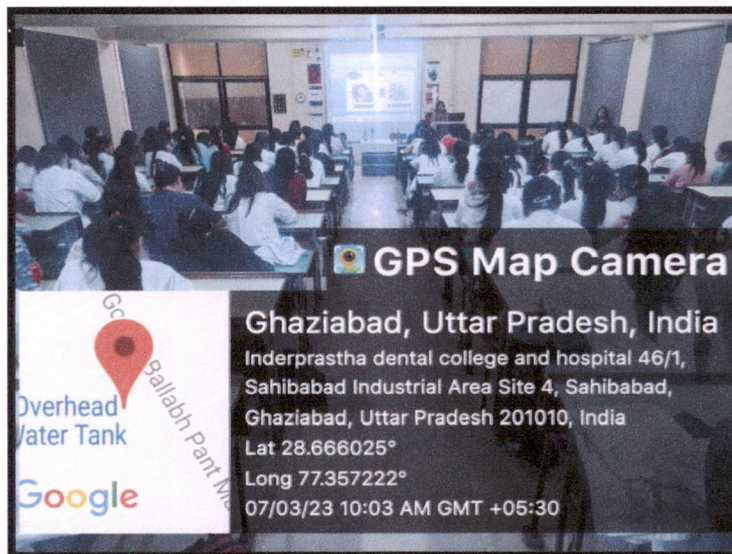 GPS Map Camera
Ghaziabad, Uttar Pradesh, India
Inderprastha dental college and hospital 46/1,
Sahibabad Industrial Area Site 4, Sahibabad,
Ghaziabad, Uttar Pradesh 201010, India
Lat 28.666025°
Long 77.357222°
07/03/23 10:03 AM GMT +05:30
Ballabh Pant
Overhead
Water Tank
Google